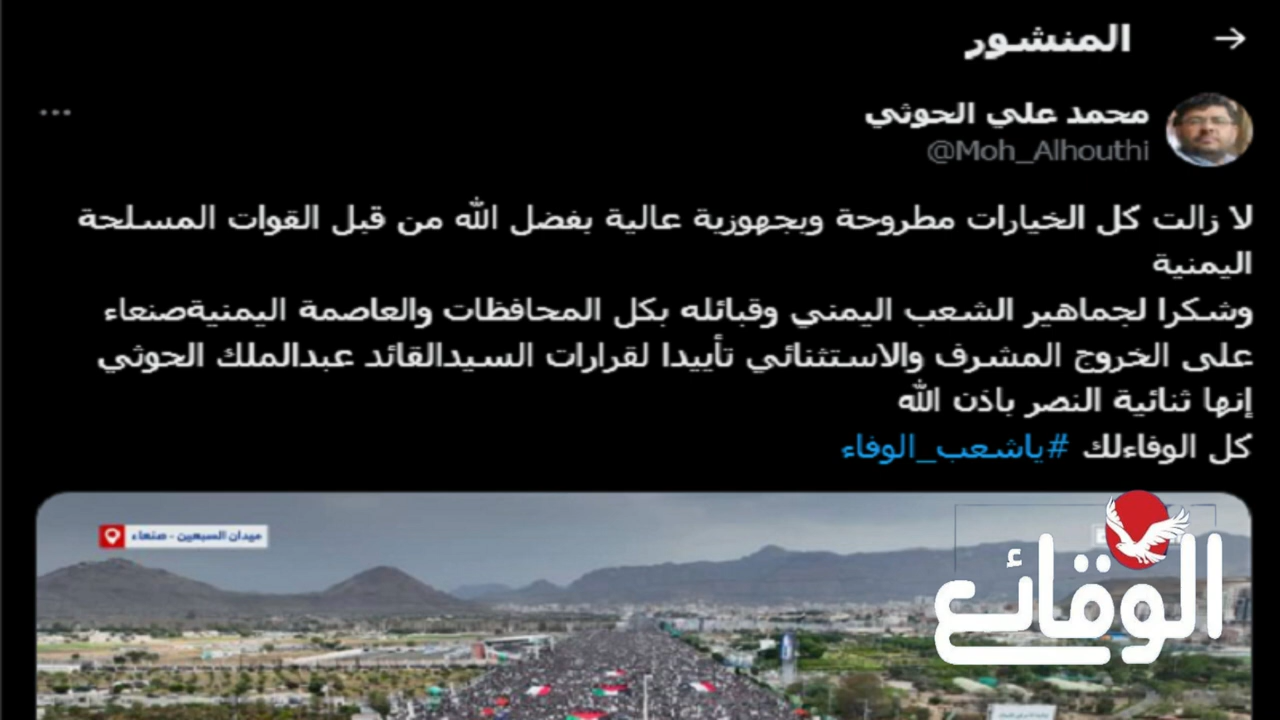 المنشور
محمد علي الحوثي
@Moh_Alhouthi
لا زالت كل الخيارات مطروحة وبجهوزية عالية بفضل الله من قبل القوات المسلحة
اليمنية
وشكرا لجماهير الشعب اليمني وقبائله بكل المحافظات والعاصمة اليمنيةصنعاء
على الخروج المشرف والاستثنائي تأييدا لقرارات السيدالقائد عبدالملك الحوثي
إنها ثنائية النصر باذن الله
كل الوفاءلك #ياشعب_الوفاء
ميدان السبعين - صنعاء
الوقائع